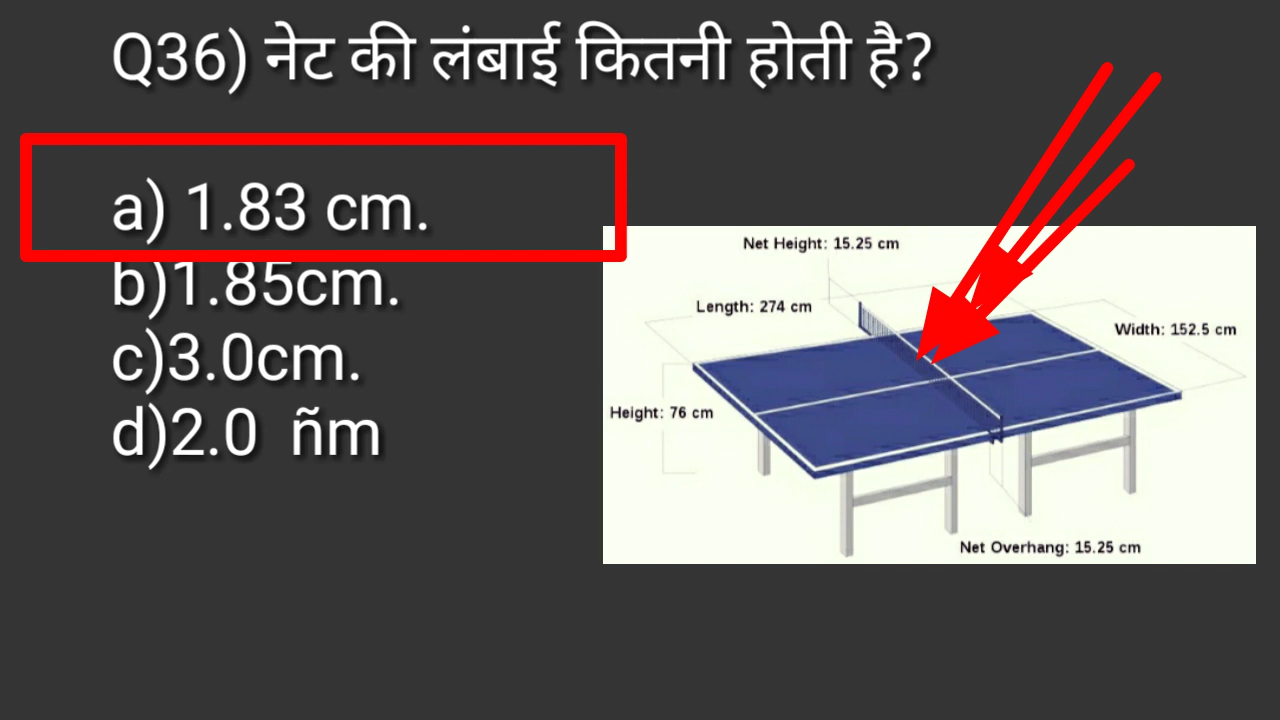 Q36) नेट की लंबाई कितनी होती है?
a) 1.83 cm.
b)1.85cm.
c)3.0cm.
d)2.0 ñm
Net Height: 15.25 cm
Length: 274 cm
Width: 152.5 cm
Height: 76 cm
Net Overhang: 15.25 cm